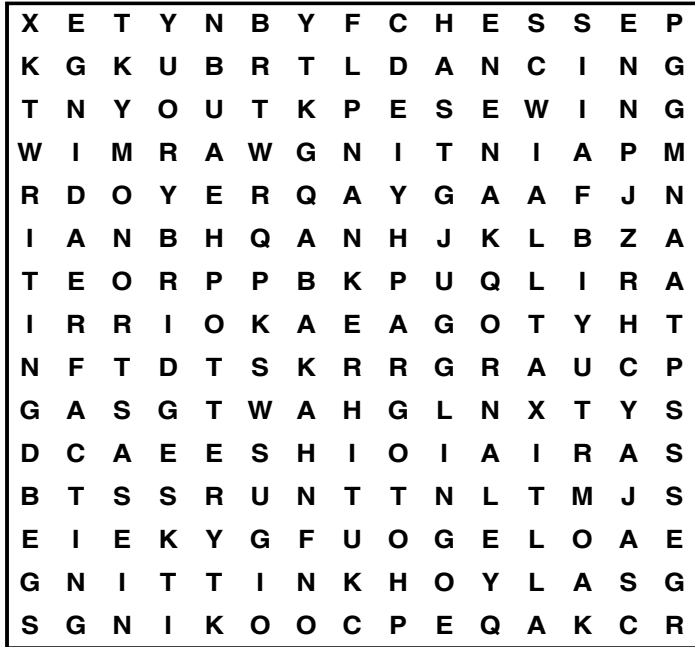 X E T Y N B Y F C H E S S E P
K G K U B R T L D A N C I N G
T N Y O U T K P E S E W I N G
W I M R A W G N I T N I A P M
R D O Y E R Q A Y G A A F J N
I A N B H Q A N H J K L B Z A
T E O R P P B K P U Q L I R A
I R R I O K A E A G O T Y H T
N F T D T S K R R G R A U C P
G A S G T W A H G L N X T Y S
D C A E E S H I O I A I R A S
B T S S R U N T T N L T M J S
E I E K Y G F U O G E L O A E
G N I T T I N K H O Y L A S G
S G N I K O O C P E Q A K C R